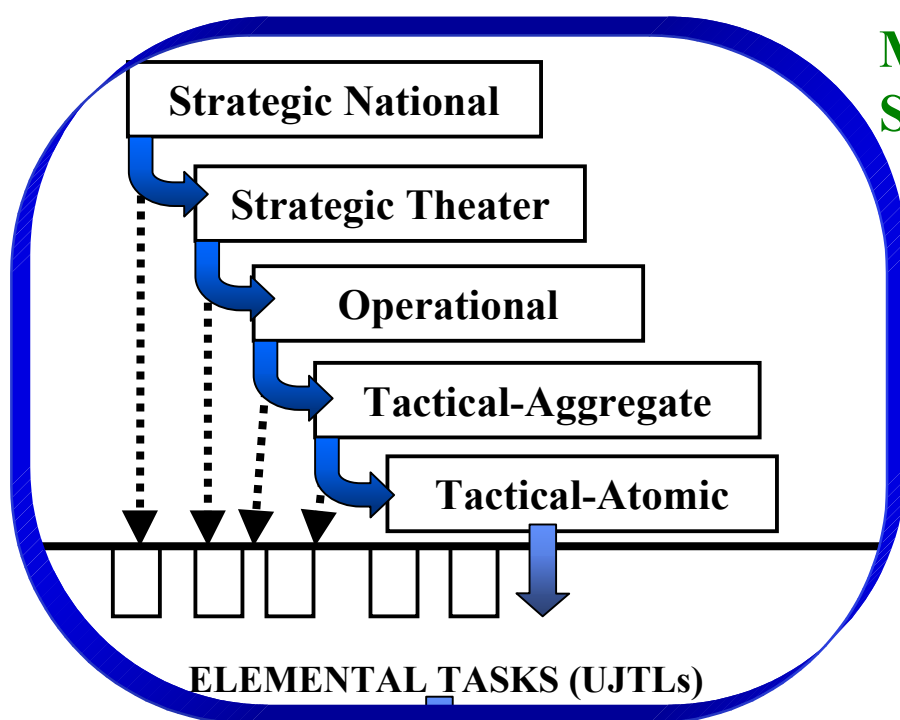 Strategic National
Strategic Theater
Operational
Tactical-Aggregate
Tactical-Atomic
ELEMENTAL TASKS (UJTLs)